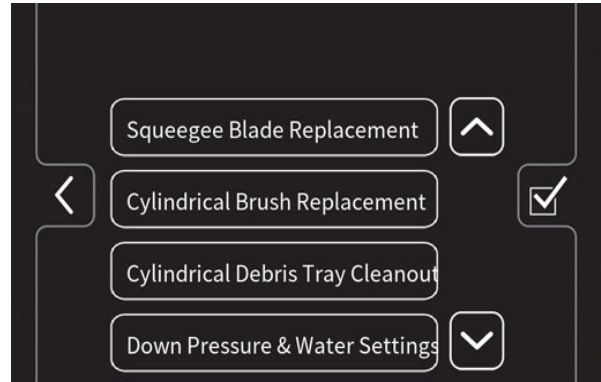 Squeegee Blade Replacement
Cylindrical Brush Replacement
Cylindrical Debris Tray Cleanout
Down Pressure & Water Settings